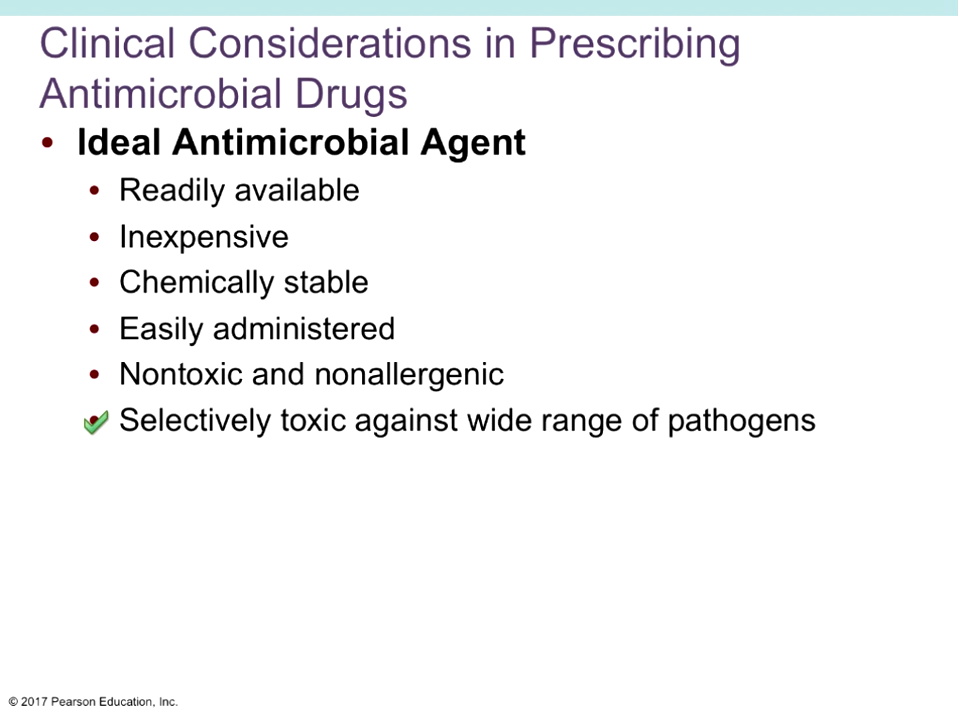 Clinical Considerations in Prescribing
Antimicrobial Drugs
• Ideal Antimicrobial Agent
• Readily available
• Inexpensive
• Chemically stable
• Easily administered
• Nontoxic and nonallergenic
• Selectively toxic against wide range of pathogens
© 2017 Pearson Education, Inc.